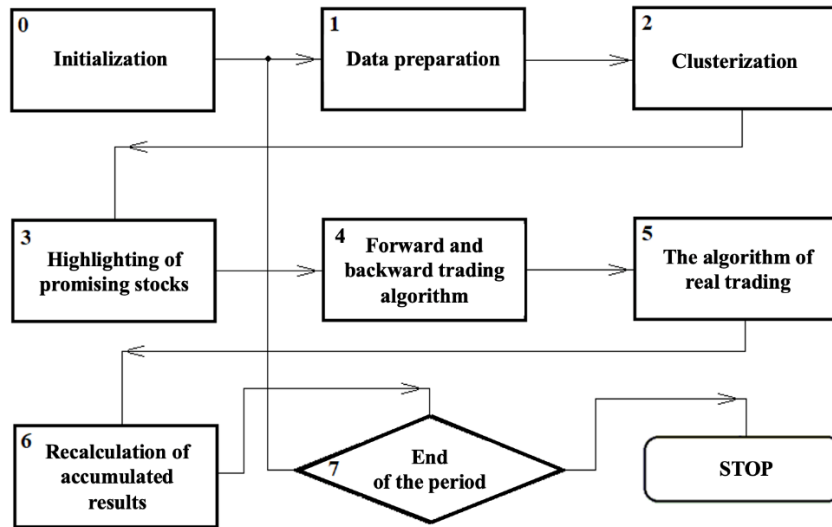 0
Initialization
1
Data preparation
2
Clusterization
3
Highlighting of
promising stocks
4
Forward and
backward trading
algorithm
5
The algorithm of
real trading
6
Recalculation of
accumulated
results
7
End
of the period
STOP